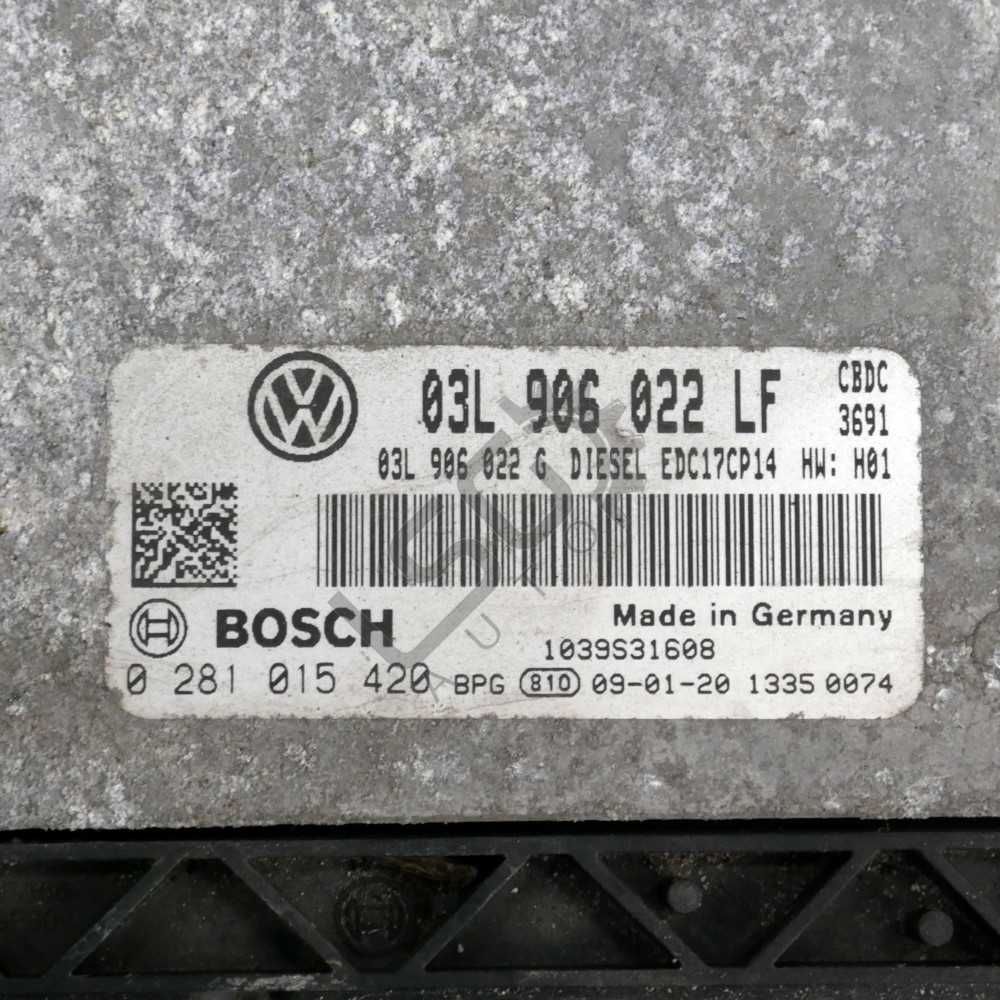 03L 906 022 LF CBDC
3691
03L 906 022 G DIESEL EDC17CP14 HW: H01
BOSCH Made in Germany
1039S31608
0 281 015 420 BPG 810 09-01-20 1335 0074